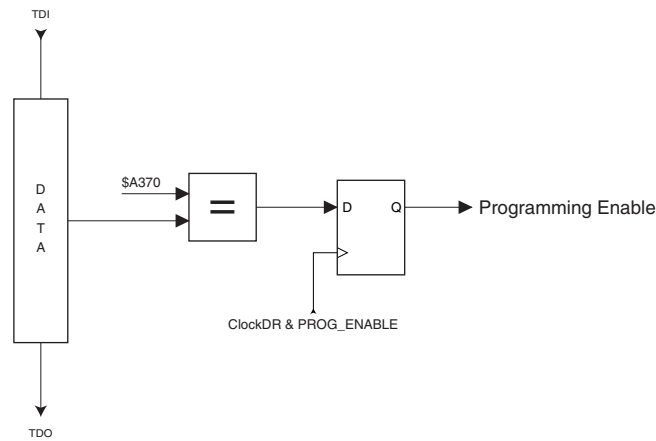 TDI
D
A
T
A
$A370
=
D
Q
Programming Enable
ClockDR & PROG_ENABLE
TDO